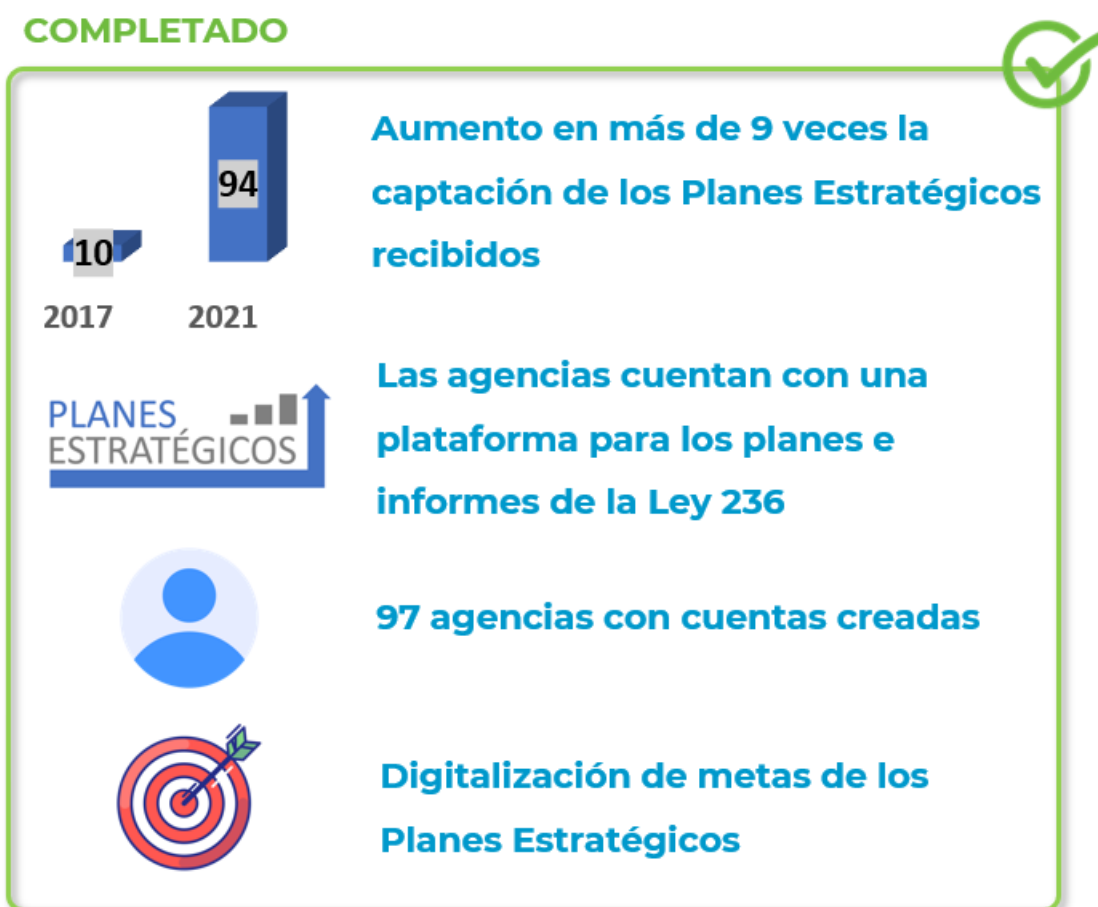 COMPLETADO
94
10
2017 2021
Aumento en más de 9 veces la
captación de los Planes Estratégicos
recibidos
PLANES
ESTRATÉGICOS
Las agencias cuentan con una
plataforma para los planes e
informes de la Ley 236
97 agencias con cuentas creadas
Digitalización de metas de los
Planes Estratégicos